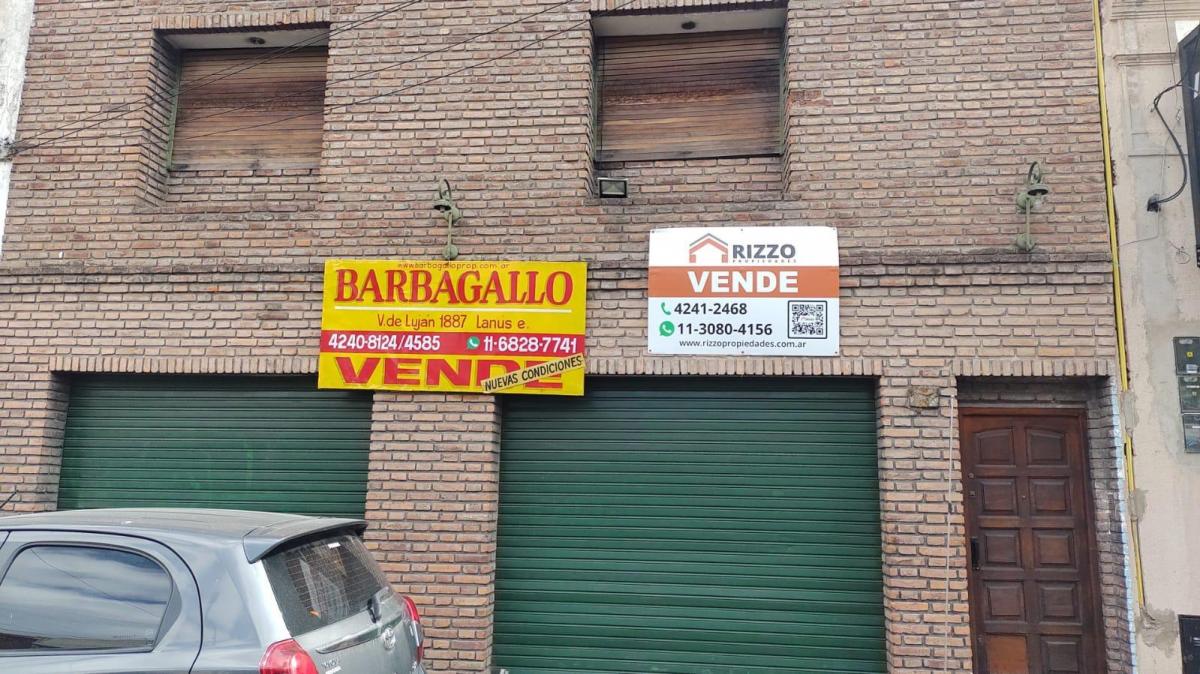 www.barbagalloprop.com.ar
BARBAGALLO
V. de Luján 1887 Lanus e.
4240-8124/4585 11-6828-7741
VENDE
NUEVAS CONDICIONES
RIZZO
PROPIEDADES
VENDE
4241-2468
11-3080-4156
www.rizzopropiedades.com.ar